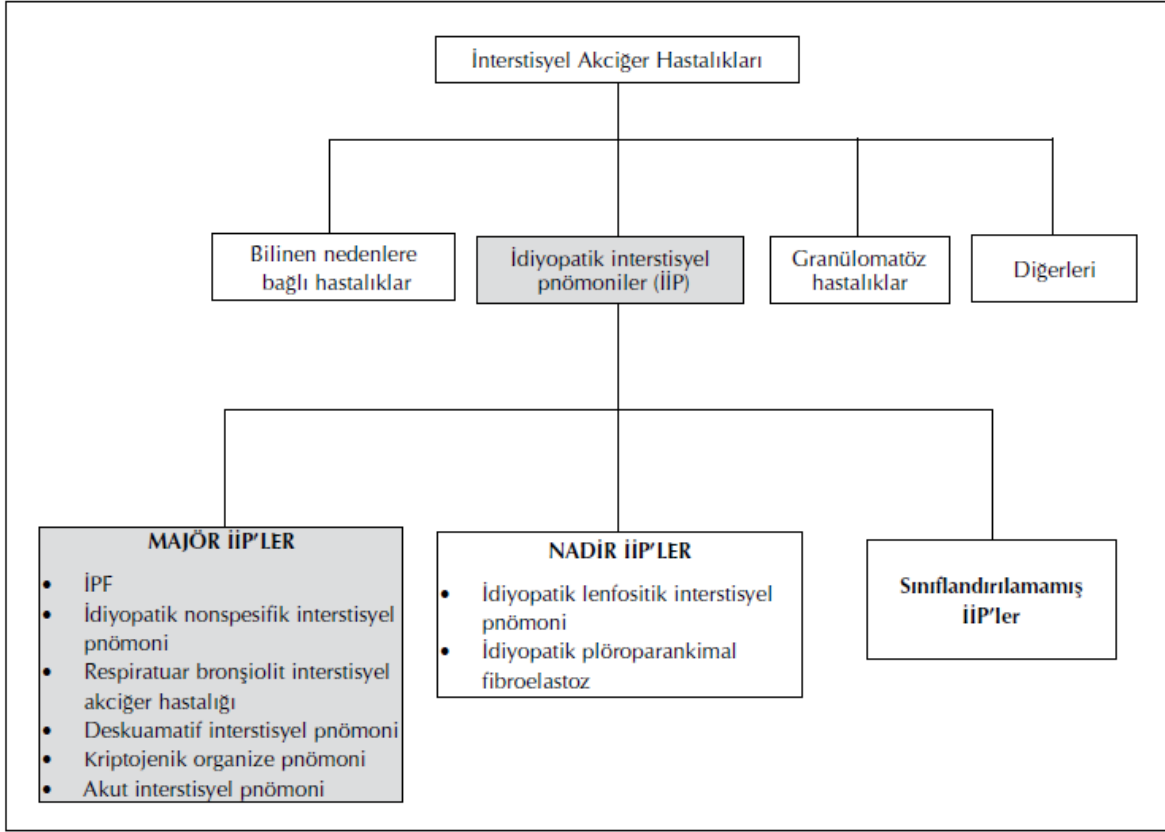 İnterstisyel Akciğer Hastalıkları
Bilinen nedenlere
bağlı hastalıklar
İdiyopatik interstisyel
pnömoniler (İİP)
Granülomatöz
hastalıklar
Diğerleri
MAJÖR İİP'LER
• İPF
• İdiyopatik nonspesifik interstisyel
pnömoni
• Respiratuar bronşiolit interstisyel
akciğer hastalığı
• Deskuamatif interstisyel pnömoni
• Kriptojenik organize pnömoni
• Akut interstisyel pnömoni
NADİR İİP'LER
• İdiyopatik lenfositik interstisyel
pnömoni
• İdiyopatik plöroparankimal
fibroelastoz
Sınıflandırılamamış
İİP'ler